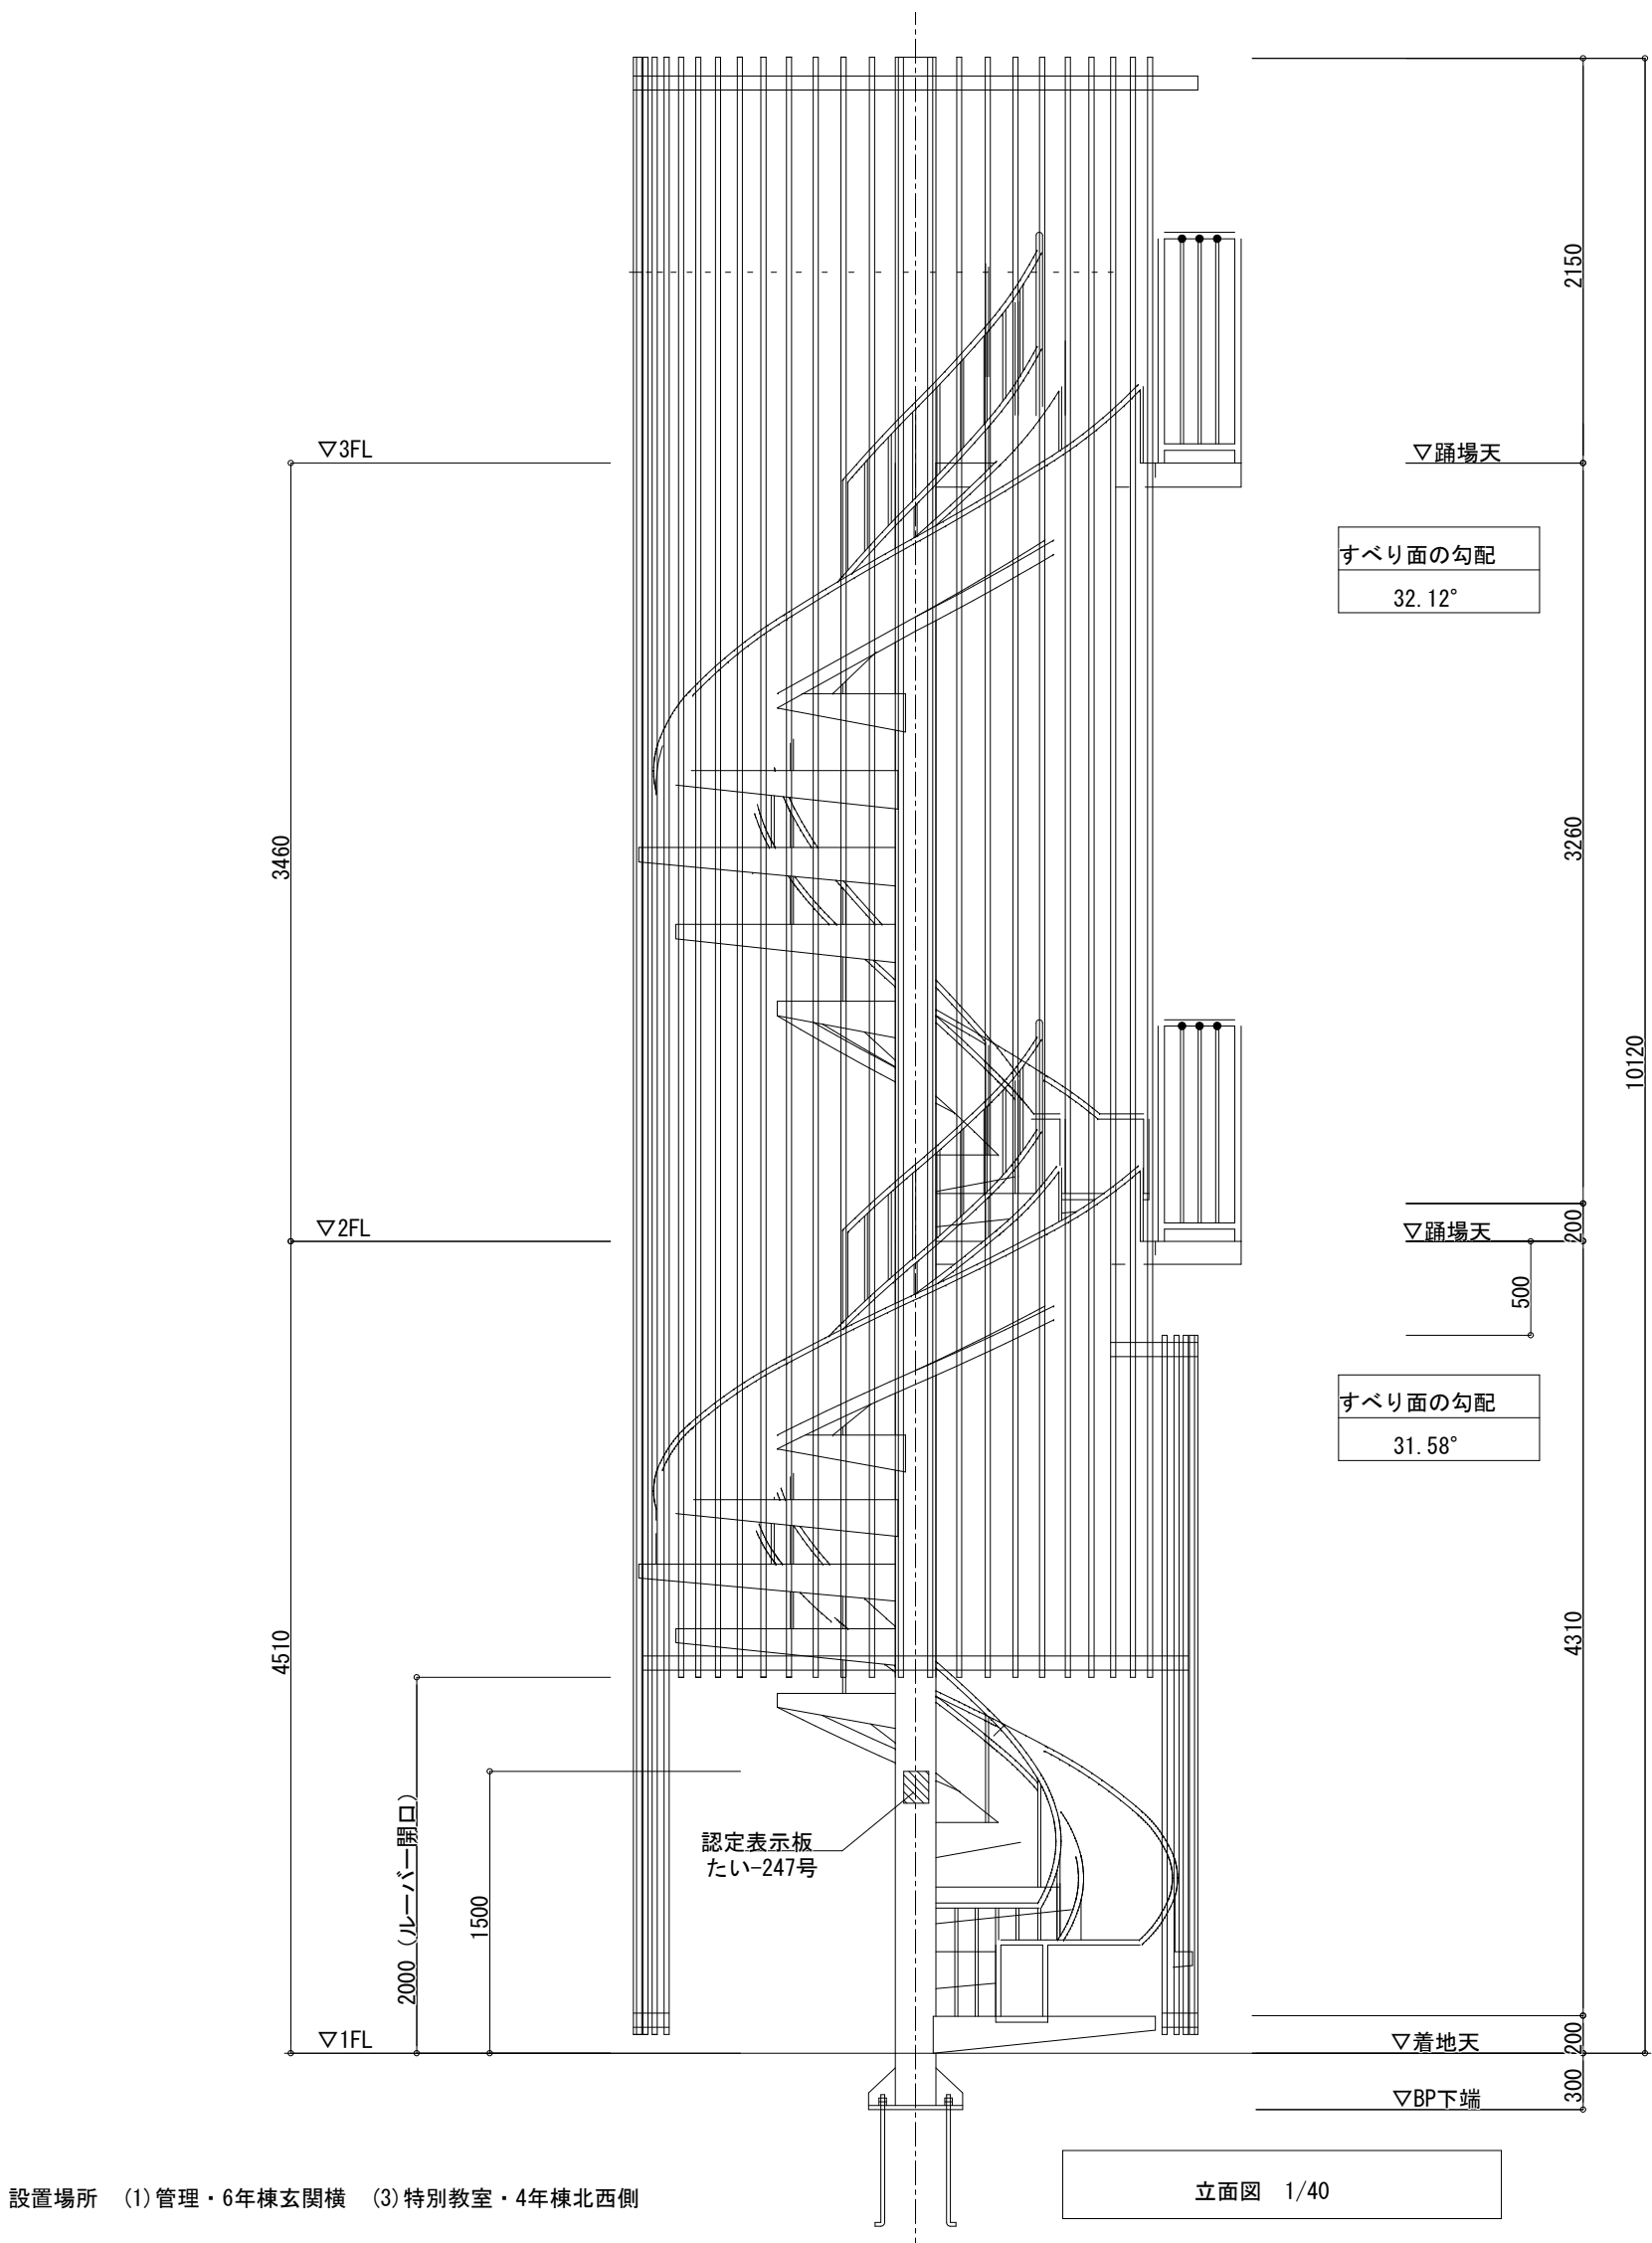 2150
▽3FL
▽踊場天
すべり面の勾配
32.12°
3460
3260
10120
▽2FL
▽踊場天
200
500
すべり面の勾配
31.58°
4510
4310
2000 (ルーバー開口)
1500
認定表示板
たい-247号
▽1FL
▽着地天
200
300
▽BP下端
立面図 1/40
設置場所 (1)管理・6年棟玄関横 (3)特別教室・4年棟北西側